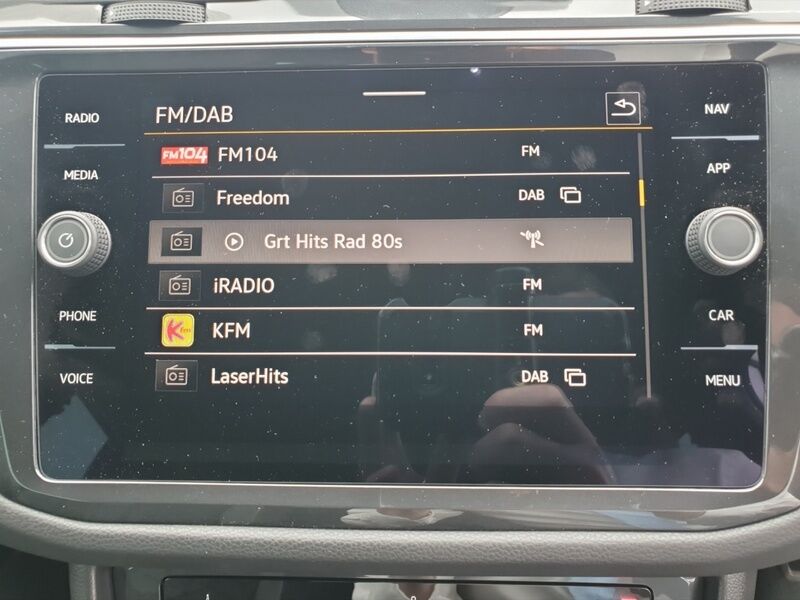 RADIO
MEDIA
PHONE
VOICE
FM/DAB
FM104 FM104 FM
Freedom DAB
Grt Hits Rad 80s
iRADIO FM
Kfm KFM FM
LaserHits DAB
NAV
APP
CAR
MENU